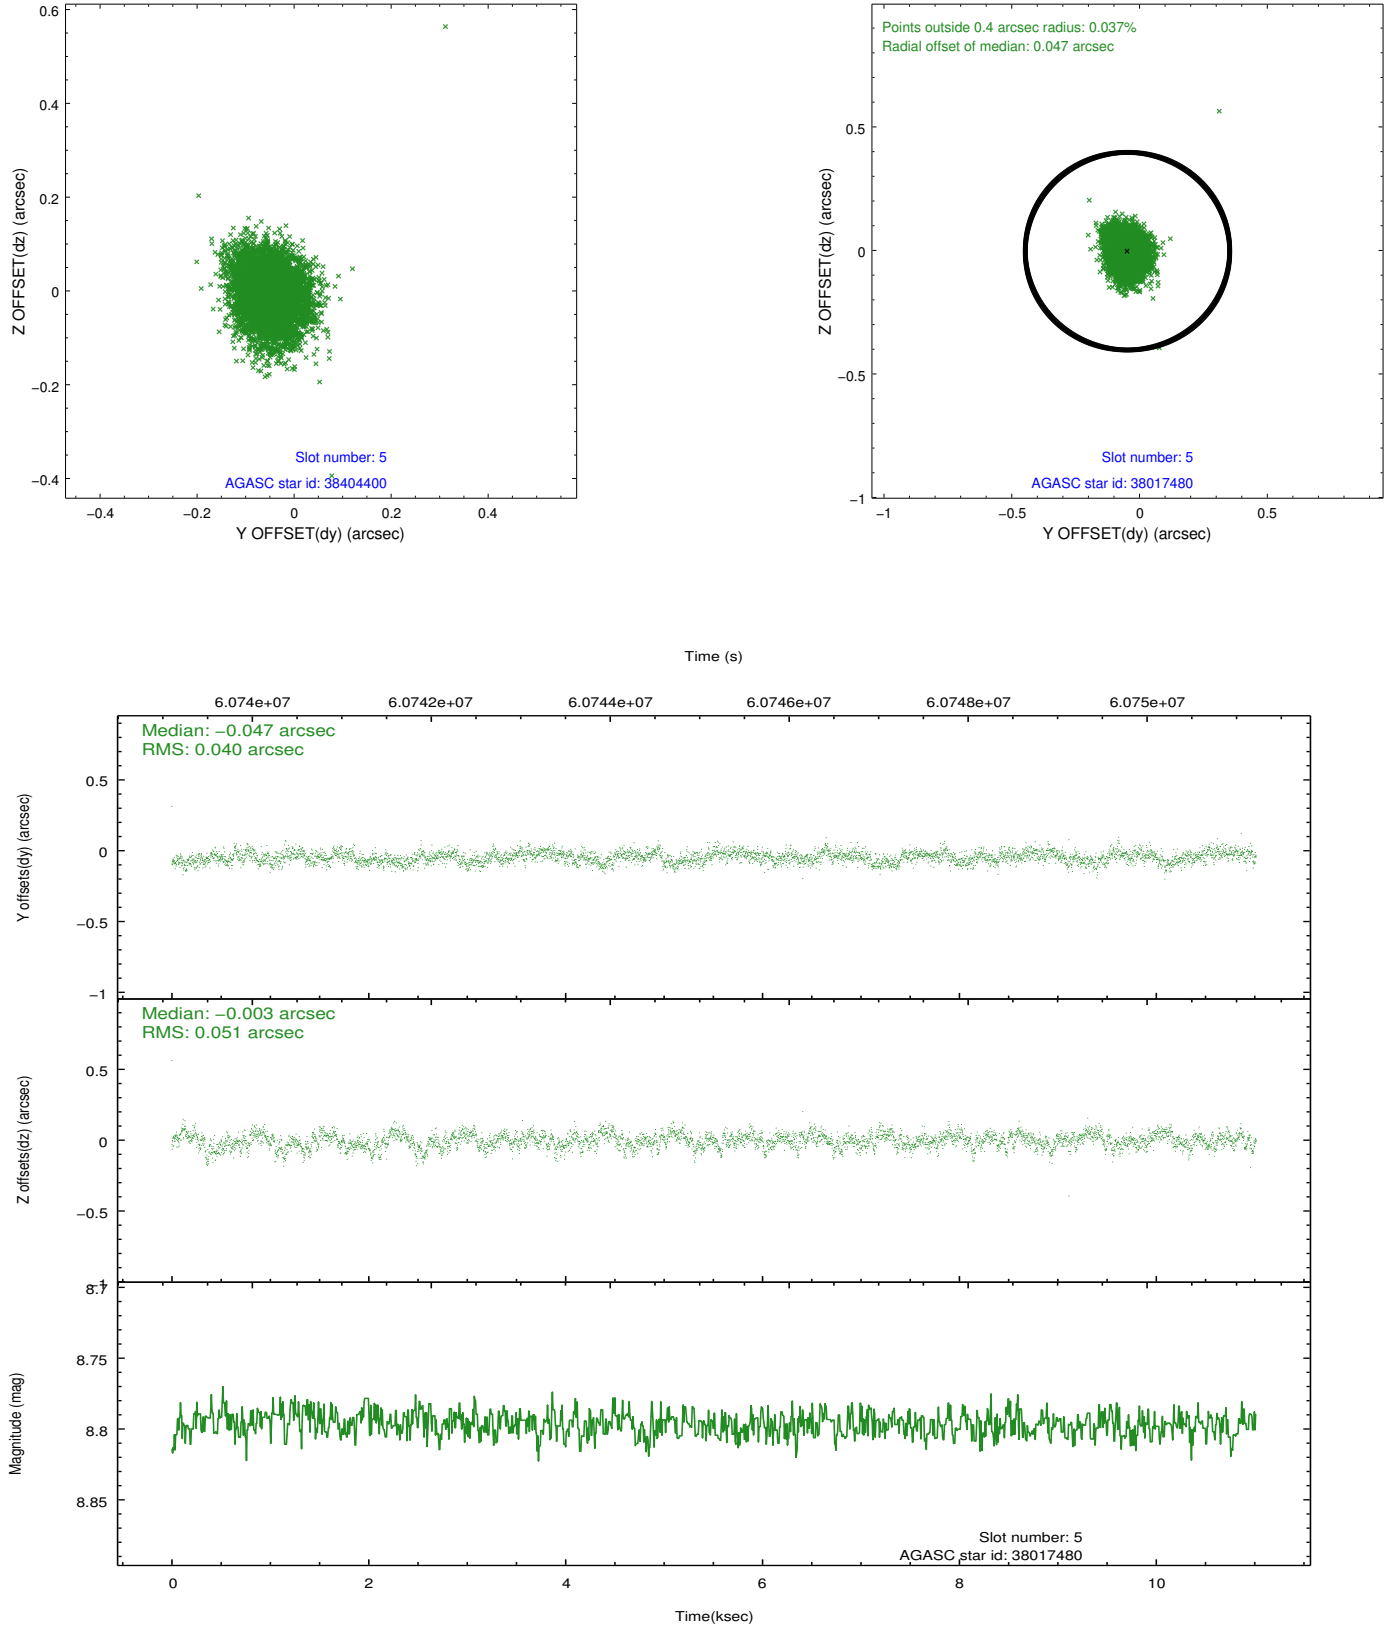 0.6
0.4
0.2
0
−0.2
−0.4
Z OFFSET(dz) (arcsec)
Slot number: 5
AGASC star id: 38404400
−0.4 −0.2 0 0.2 0.4
Y OFFSET(dy) (arcsec)
Points outside 0.4 arcsec radius: 0.037%
Radial offset of median: 0.047 arcsec
0.5
0
−0.5
−1
Z OFFSET(dz) (arcsec)
Slot number: 5
AGASC star id: 38017480
−1 −0.5 0 0.5
Y OFFSET(dy) (arcsec)
Time (s)
6.074e+07 6.0742e+07 6.0744e+07 6.0746e+07 6.0748e+07 6.075e+07
Median: −0.047 arcsec
RMS: 0.040 arcsec
0.5
0
−0.5
−1
Y offsets(dy) (arcsec)
Median: −0.003 arcsec
RMS: 0.051 arcsec
0.5
0
−0.5
−1
Z offsets(dz) (arcsec)
8.7
8.75
8.8
8.85
Magnitude (mag)
Slot number: 5
AGASC star id: 38017480
0 2 4 6 8 10
Time(ksec)